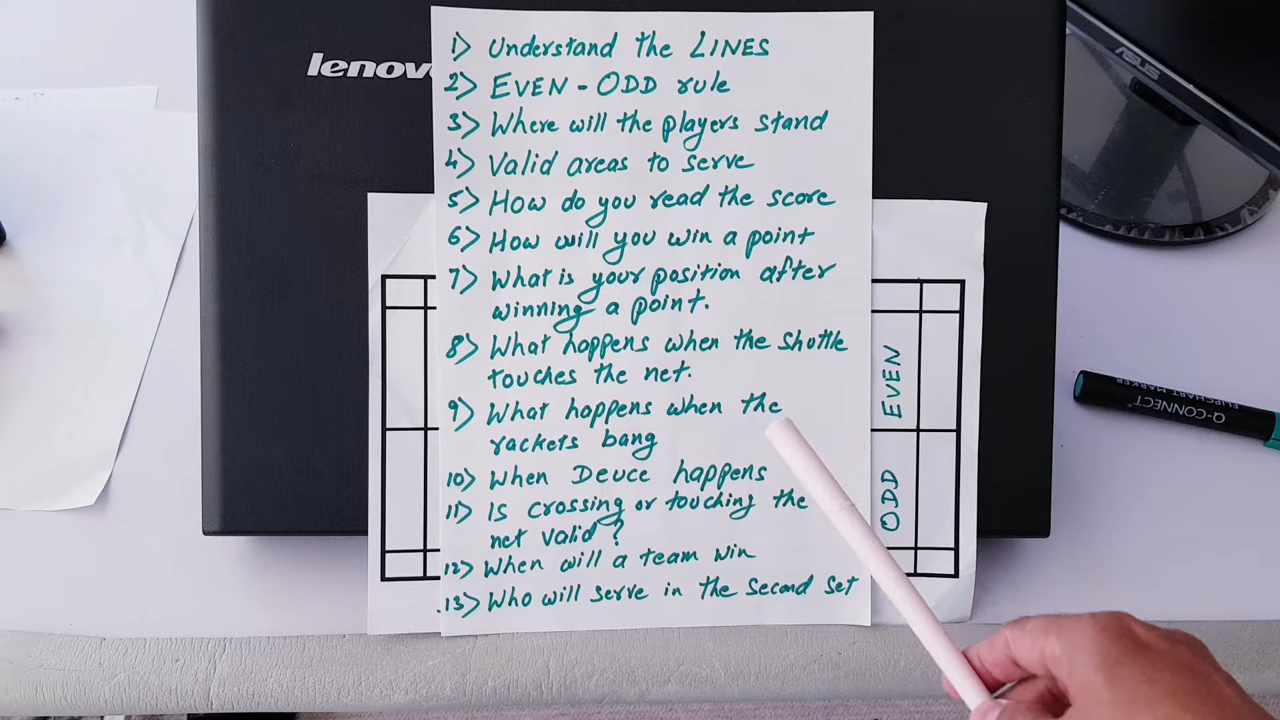 lenovo
ASUS
1) Understand the LINES
2) EVEN - ODD rule
3) Where will the players stand
4) Valid areas to serve
5) How do you read the score
6) How will you win a point
7) What is your position after
winning a point.
8) What happens when the shuttle
touches the net.
9) What happens when the
rackets bang
10) When Deuce happens
11) Is crossing or touching the
net valid ?
12) When will a team win
.13) Who will serve in the second set
EVEN
ODD
Q-CONNECT
FLIPCHART MARKER